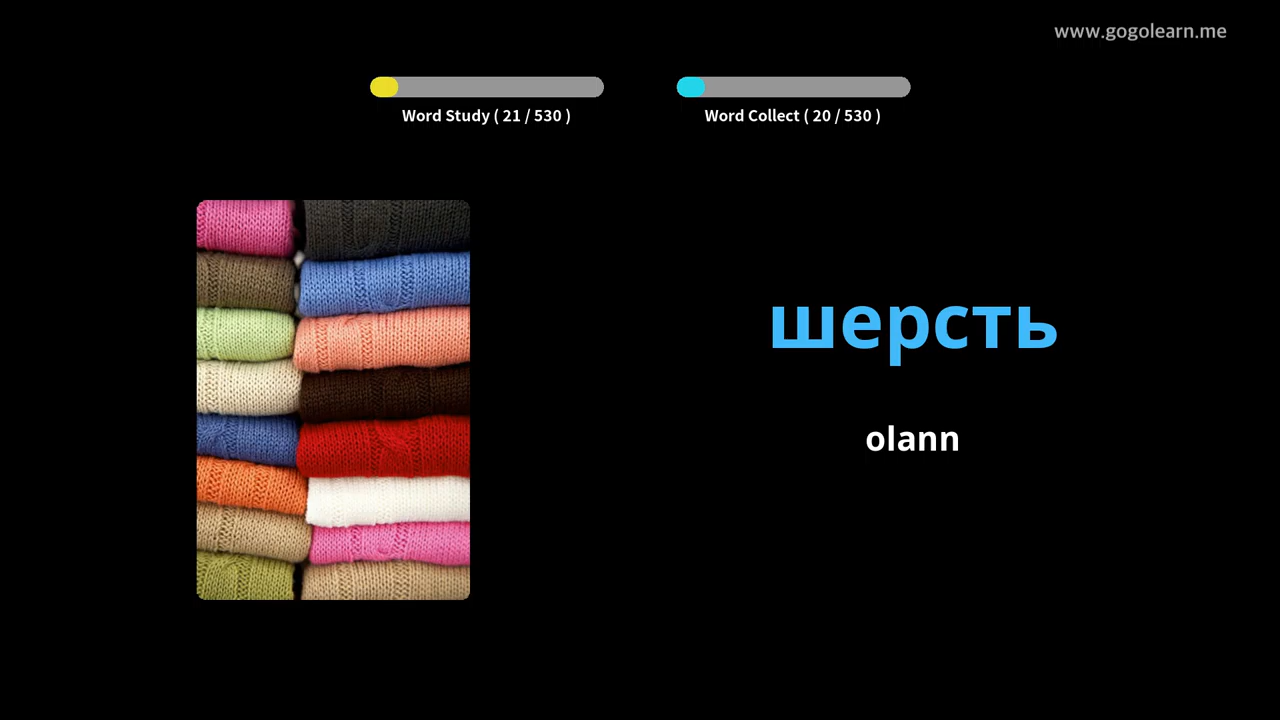 www.gogolearn.me
Word Study ( 21 / 530 )
Word Collect ( 20 / 530 )
шерсть
olann